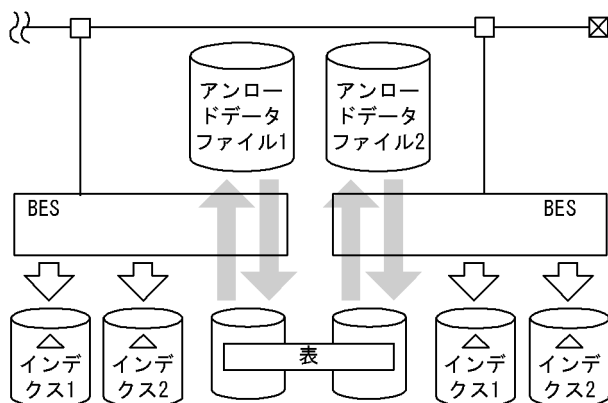 アンロー
ドデータ
ファイル1
アンロー
ドデータ
ファイル2
BES
BES
インデ
クス1
インデ
クス2
表
インデ
クス1
インデ
クス2